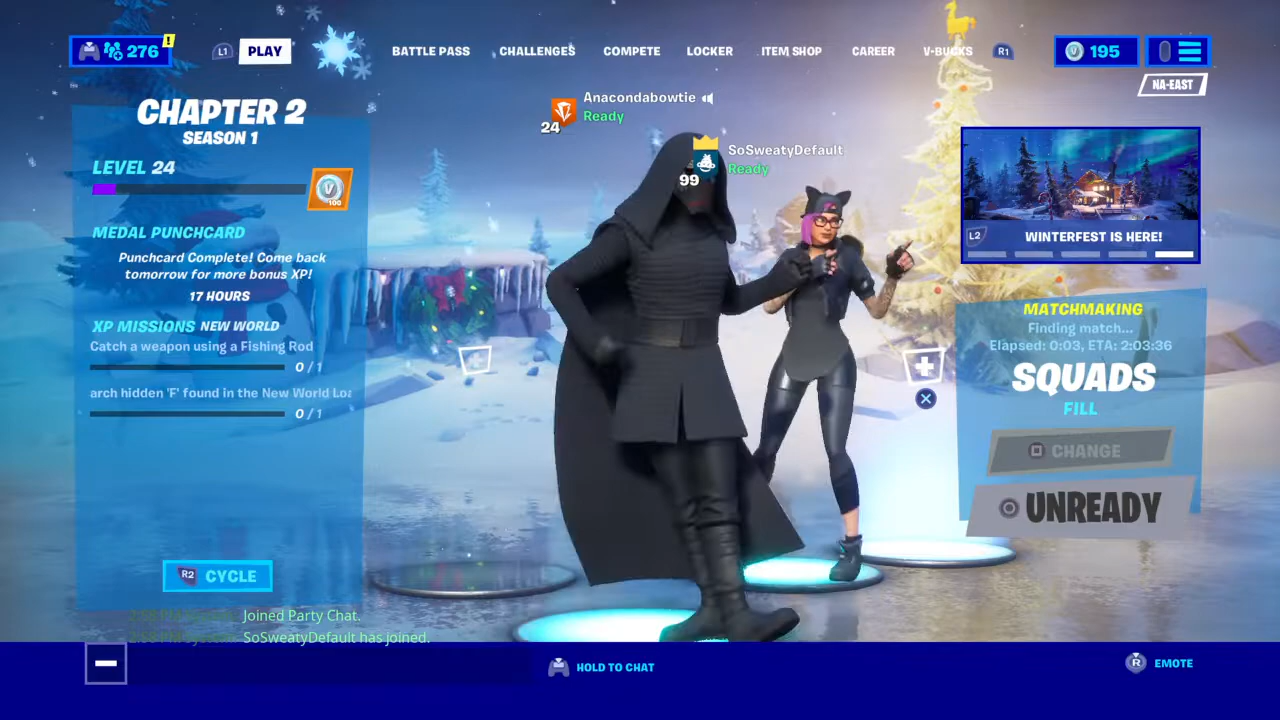 276
!
L1
PLAY
BATTLE PASS
CHALLENGES
COMPETE
LOCKER
ITEM SHOP
CAREER
V-BUCKS
R1
195
NA-EAST
CHAPTER 2
SEASON 1
LEVEL 24
100
MEDAL PUNCHCARD
Punchcard Complete! Come back
tomorrow for more bonus XP!
17 HOURS
XP MISSIONS NEW WORLD
Catch a weapon using a Fishing Rod
0 / 1
arch hidden 'F' found in the New World Loa
0 / 1
R2 CYCLE
Anacondabowtie
Ready
24
SoSweatyDefault
Ready
99
L2
WINTERFEST IS HERE!
MATCHMAKING
Finding match...
Elapsed: 0:03, ETA: 2:03:36
SQUADS
FILL
CHANGE
UNREADY
Joined Party Chat.
SoSweatyDefault has joined.
HOLD TO CHAT
R EMOTE